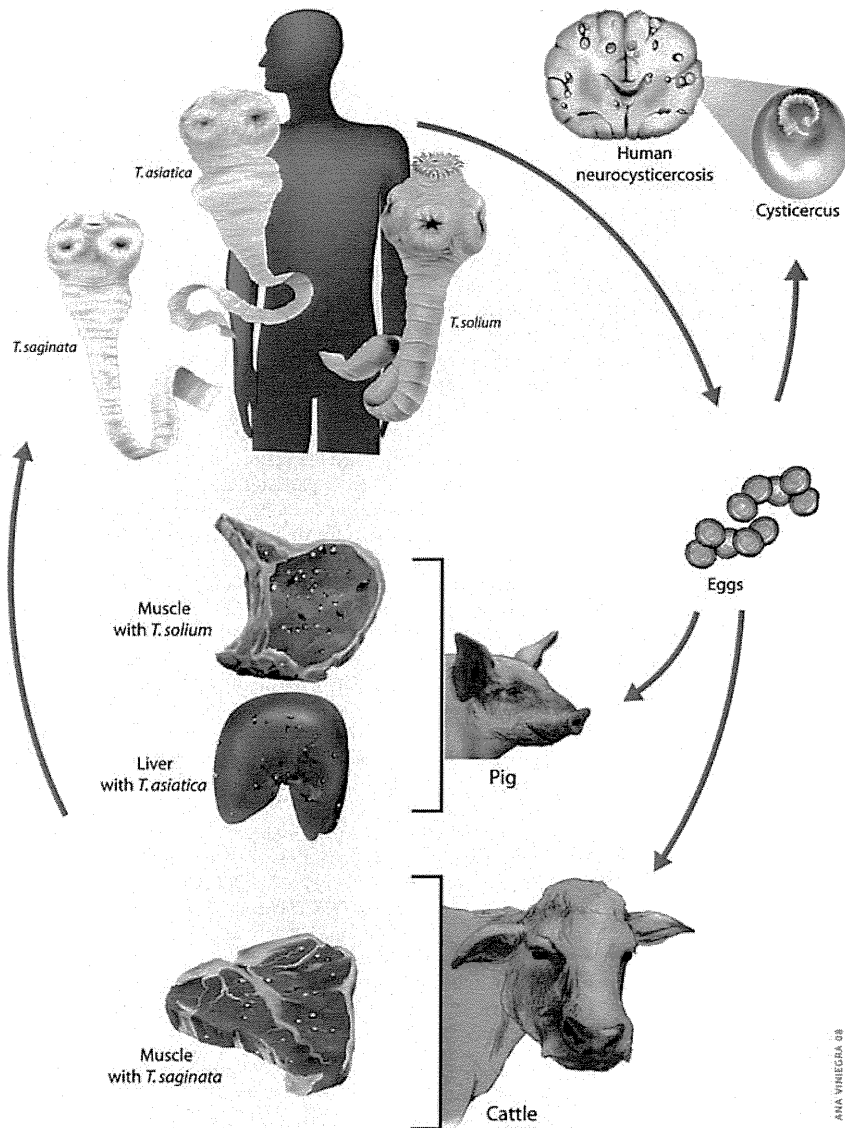 T. asiatica
T. saginata
T. solium
Human
neurocysticercosis
Cysticercus
Eggs
Muscle
with T. solium
Liver
with T. asiatica
Pig
Muscle
with T. saginata
Cattle
ANA VINIEGRA 08